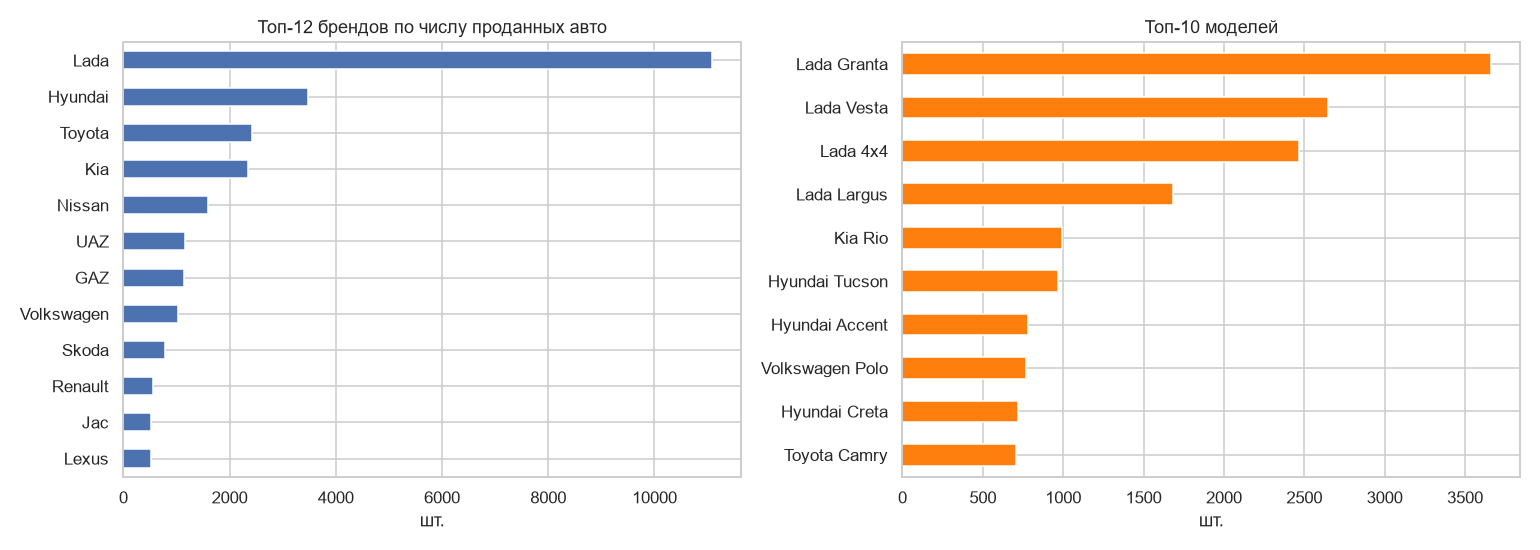 Топ-12 брендов по числу проданных авто
Lada
Hyundai
Toyota
Kia
Nissan
UAZ
GAZ
Volkswagen
Skoda
Renault
Jac
Lexus
0 2000 4000 6000 8000 10000
шт.
Топ-10 моделей
Lada Granta
Lada Vesta
Lada 4x4
Lada Largus
Kia Rio
Hyundai Tucson
Hyundai Accent
Volkswagen Polo
Hyundai Creta
Toyota Camry
0 500 1000 1500 2000 2500 3000 3500
шт.